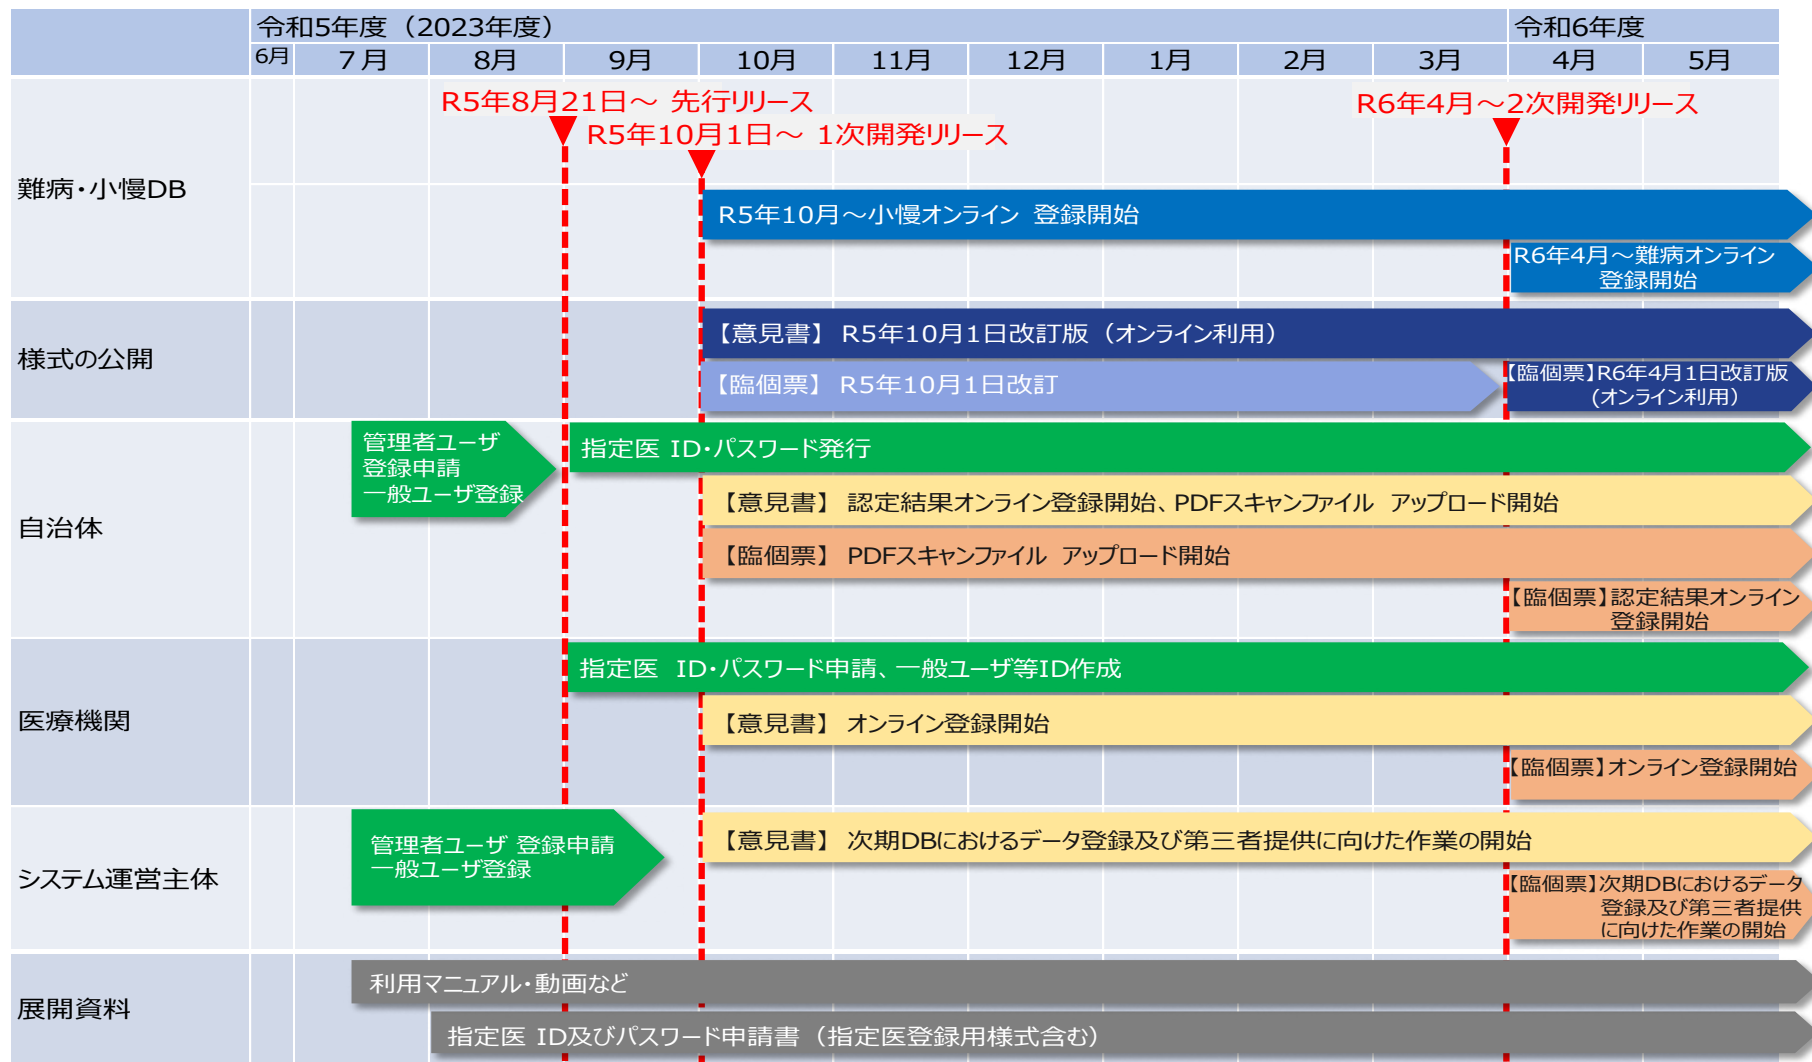 令和5年度（2023年度）
令和6年度
6月
7月
8月
9月
10月
11月
12月
1月
2月
3月
4月
5月
難病・小慢DB
R5年8月21日～ 先行リリース
R5年10月1日～ 1次開発リリース
R6年4月～2次開発リリース
R5年10月～小慢オンライン 登録開始
R6年4月～難病オンライン
登録開始
様式の公開
【意見書】 R5年10月1日改訂版（オンライン利用）
【臨個票】 R5年10月1日改訂
【臨個票】R6年4月1日改訂版
（オンライン利用）
自治体
管理者ユーザ
登録申請
一般ユーザ登録
指定医 ID・パスワード発行
【意見書】 認定結果オンライン登録開始、PDFスキャンファイル アップロード開始
【臨個票】 PDFスキャンファイル アップロード開始
【臨個票】認定結果オンライン
登録開始
医療機関
指定医 ID・パスワード申請、一般ユーザ等ID作成
【意見書】 オンライン登録開始
【臨個票】オンライン登録開始
システム運営主体
管理者ユーザ 登録申請
一般ユーザ登録
【意見書】 次期DBにおけるデータ登録及び第三者提供に向けた作業の開始
【臨個票】次期DBにおけるデータ
登録及び第三者提供
に向けた作業の開始
展開資料
利用マニュアル・動画など
指定医 ID及びパスワード申請書（指定医登録用様式含む）